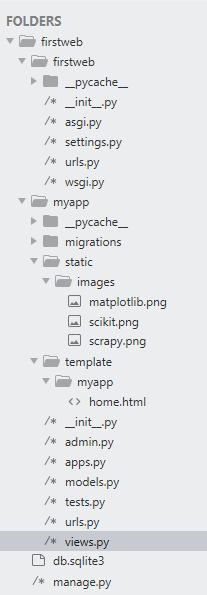 FOLDERS
firstweb
firstweb
__pycache__
/* __init__.py
/* asgi.py
/* settings.py
/* urls.py
/* wsgi.py
myapp
__pycache__
migrations
static
images
matplotlib.png
scikit.png
scrapy.png
template
myapp
<> home.html
/* __init__.py
/* admin.py
/* apps.py
/* models.py
/* tests.py
/* urls.py
/* views.py
db.sqlite3
/* manage.py